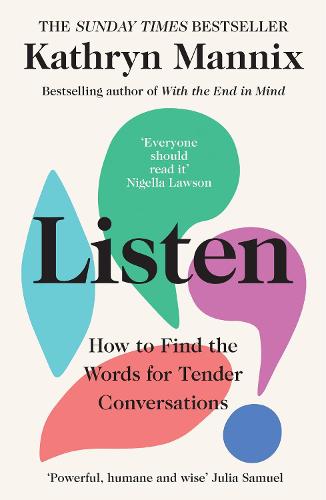 THE SUNDAY TIMES BESTSELLER
Kathryn Mannix
Bestselling author of With the End in Mind
‘Everyone
should
read it’
Nigella Lawson
Listen
How to Find the
Words for Tender
Conversations
‘Powerful, humane and wise’ Julia Samuel